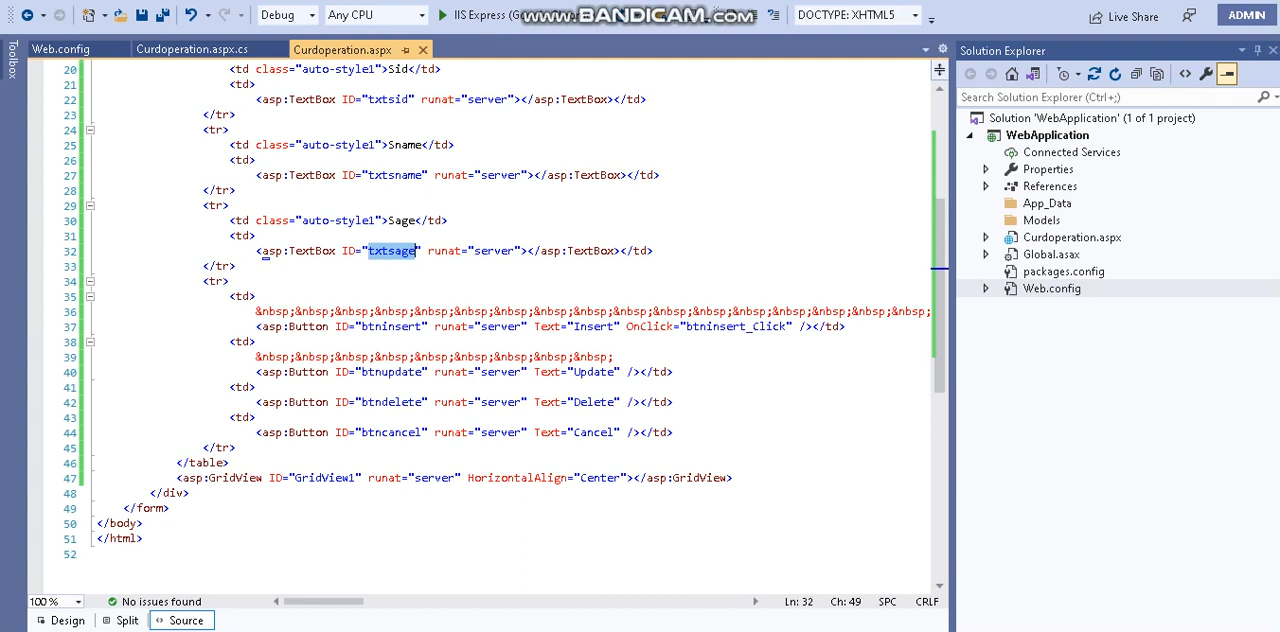 Debug Any CPU IIS Express (G www.BANDICAM.com DOCTYPE: XHTML5 Live Share ADMIN
Toolbox
Web.config Curdoperation.aspx.cs Curdoperation.aspx
20 <td class="auto-style1">Sid</td>
21 <td>
22 <asp:TextBox ID="txtsid" runat="server"></asp:TextBox></td>
23 </tr>
24 <tr>
25 <td class="auto-style1">Sname</td>
26 <td>
27 <asp:TextBox ID="txtsname" runat="server"></asp:TextBox></td>
28 </tr>
29 <tr>
30 <td class="auto-style1">Sage</td>
31 <td>
32 <asp:TextBox ID="txtsage" runat="server"></asp:TextBox></td>
33 </tr>
34 <tr>
35 <td>
36 &nbsp;&nbsp;&nbsp;&nbsp;&nbsp;&nbsp;&nbsp;&nbsp;&nbsp;&nbsp;&nbsp;&nbsp;&nbsp;&nbsp;&nbsp;&nbsp;&nbsp;
37 <asp:Button ID="btninsert" runat="server" Text="Insert" OnClick="btninsert_Click" /></td>
38 <td>
39 &nbsp;&nbsp;&nbsp;&nbsp;&nbsp;&nbsp;&nbsp;&nbsp;&nbsp;
40 <asp:Button ID="btnupdate" runat="server" Text="Update" /></td>
41 <td>
42 <asp:Button ID="btndelete" runat="server" Text="Delete" /></td>
43 <td>
44 <asp:Button ID="btncancel" runat="server" Text="Cancel" /></td>
45 </tr>
46 </table>
47 <asp:GridView ID="GridView1" runat="server" HorizontalAlign="Center"></asp:GridView>
48 </div>
49 </form>
50 </body>
51 </html>
52
100 % No issues found Ln: 32 Ch: 49 SPC CRLF
Design Split Source
Solution Explorer
Search Solution Explorer (Ctrl+;)
Solution 'WebApplication' (1 of 1 project)
WebApplication
Connected Services
Properties
References
App_Data
Models
Curdoperation.aspx
Global.asax
packages.config
Web.config